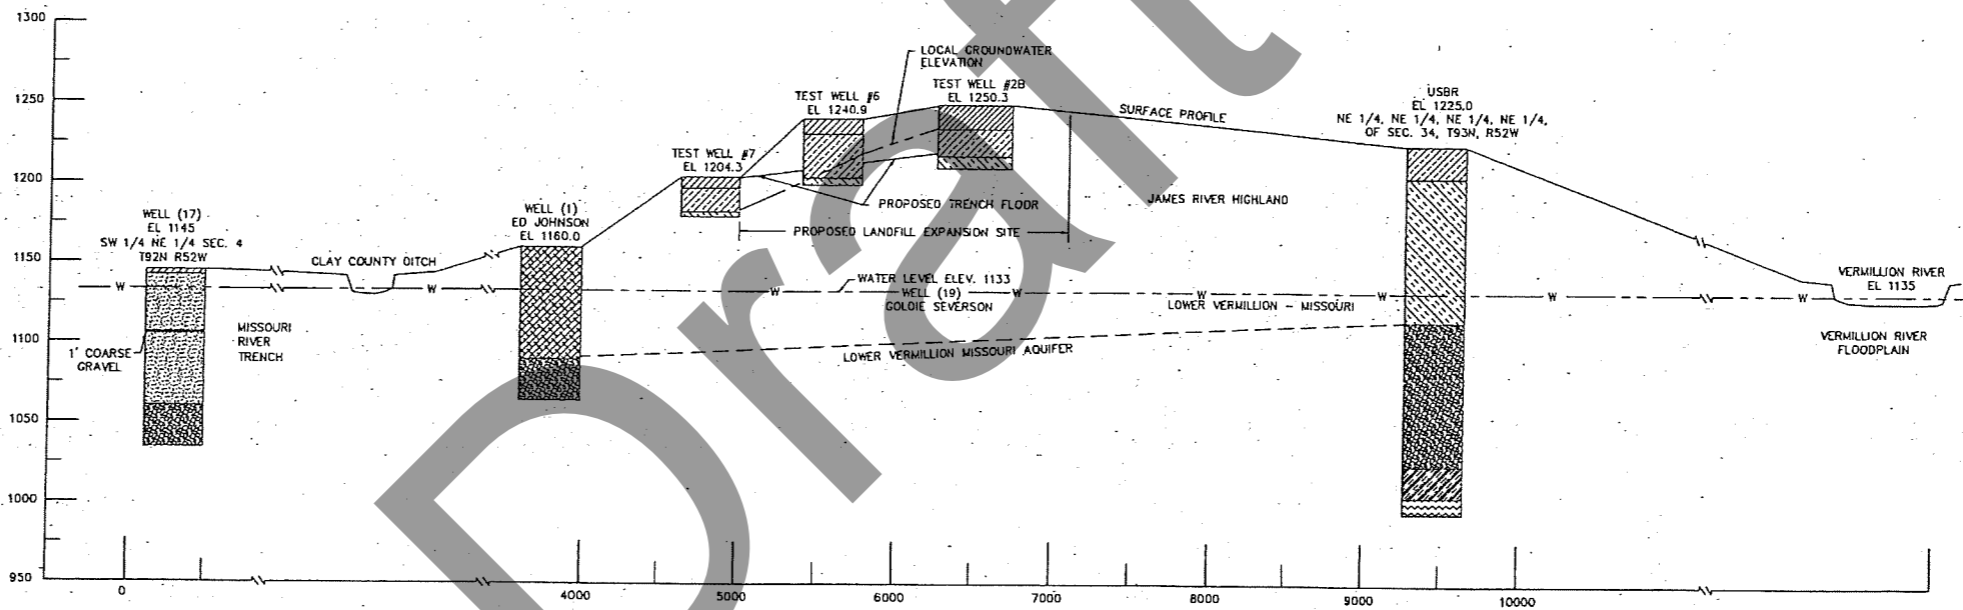 1300
1250
1200
1150
1100
1050
1000
950
WELL (17)
EL 1145
SW 1/4 NE 1/4 SEC. 4
T92N R52W
CLAY COUNTY DITCH
W
W
1' COARSE
GRAVEL
MISSOURI
RIVER
TRENCH
WELL (1)
ED JOHNSON
EL 1160.0
TEST WELL #7
EL 1204.3
TEST WELL #6
EL 1240.9
LOCAL GROUNDWATER
ELEVATION
TEST WELL #2B
EL 1250.3
SURFACE PROFILE
USBR
EL 1225.0
NE 1/4, NE 1/4, NE 1/4, NE 1/4,
OF SEC. 34, T93N, R52W
PROPOSED TRENCH FLOOR
JAMES RIVER HIGHLAND
PROPOSED LANDFILL EXPANSION SITE
WATER LEVEL ELEV. 1133
WELL (19)
GOLDIE SEVERSON
W
W
W
W
W
W
LOWER VERMILLION - MISSOURI
LOWER VERMILLION MISSOURI AQUIFER
VERMILLION RIVER
EL 1135
VERMILLION RIVER
FLOODPLAIN
0
4000
5000
6000
7000
8000
9000
10000
Draft